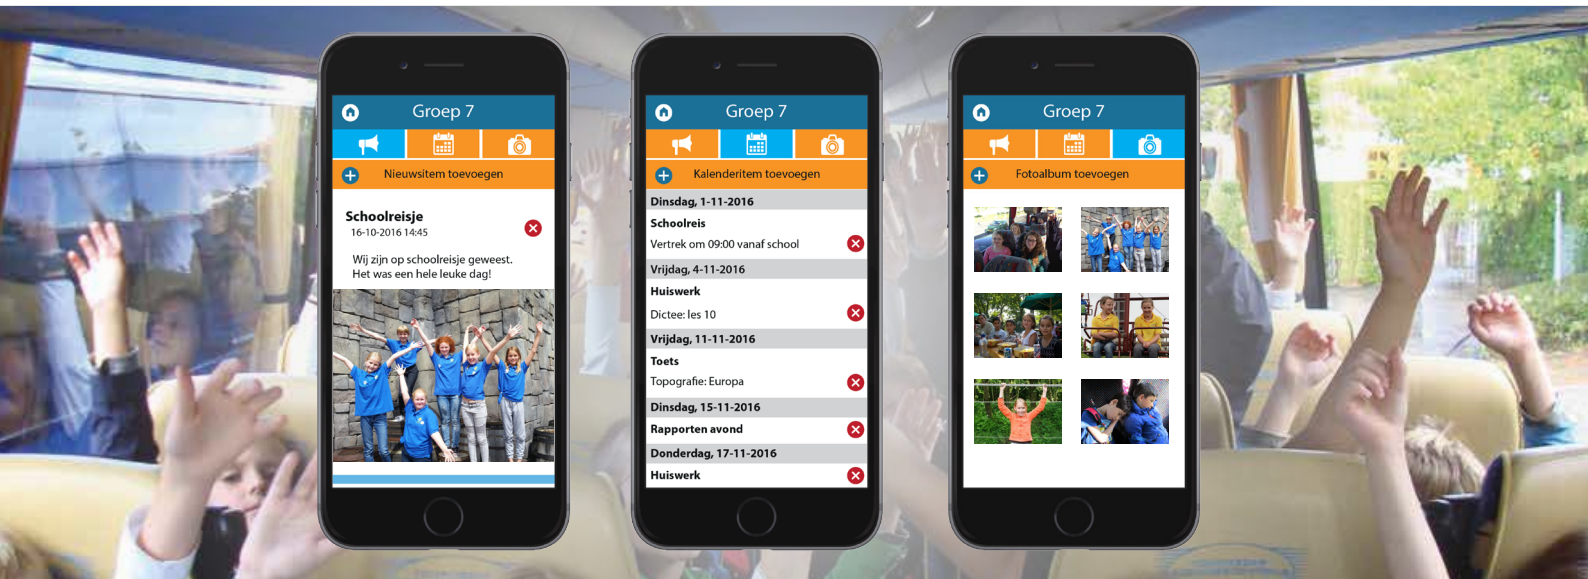 Groep 7
Nieuwsitem toevoegen
Schoolreisje
16-10-2016 14:45
Wij zijn op schoolreisje geweest.
Het was een hele leuke dag!
Groep 7
Kalenderitem toevoegen
Dinsdag, 1-11-2016
Schoolreis
Vertrek om 09:00 vanaf school
Vrijdag, 4-11-2016
Huiswerk
Dictee: les 10
Vrijdag, 11-11-2016
Toets
Topografie: Europa
Dinsdag, 15-11-2016
Rapporten avond
Donderdag, 17-11-2016
Huiswerk
Groep 7
Fotoalbum toevoegen